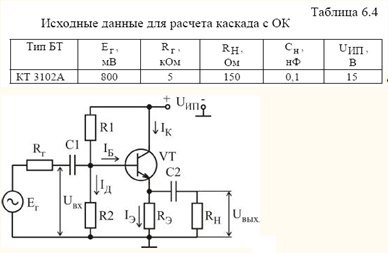 Таблица 6.4
Исходные данные для расчета каскада с ОК
Тип БТ Eг, мВ Rг, кОм RН, Ом Cн, нФ UИП, В
КТ 3102А 800 5 150 0,1 15
+ UИП -
R1 IК
Rг C1 IБ VT
C2
Eг Uвх IД R2 IЭ RЭ RН Uвых.